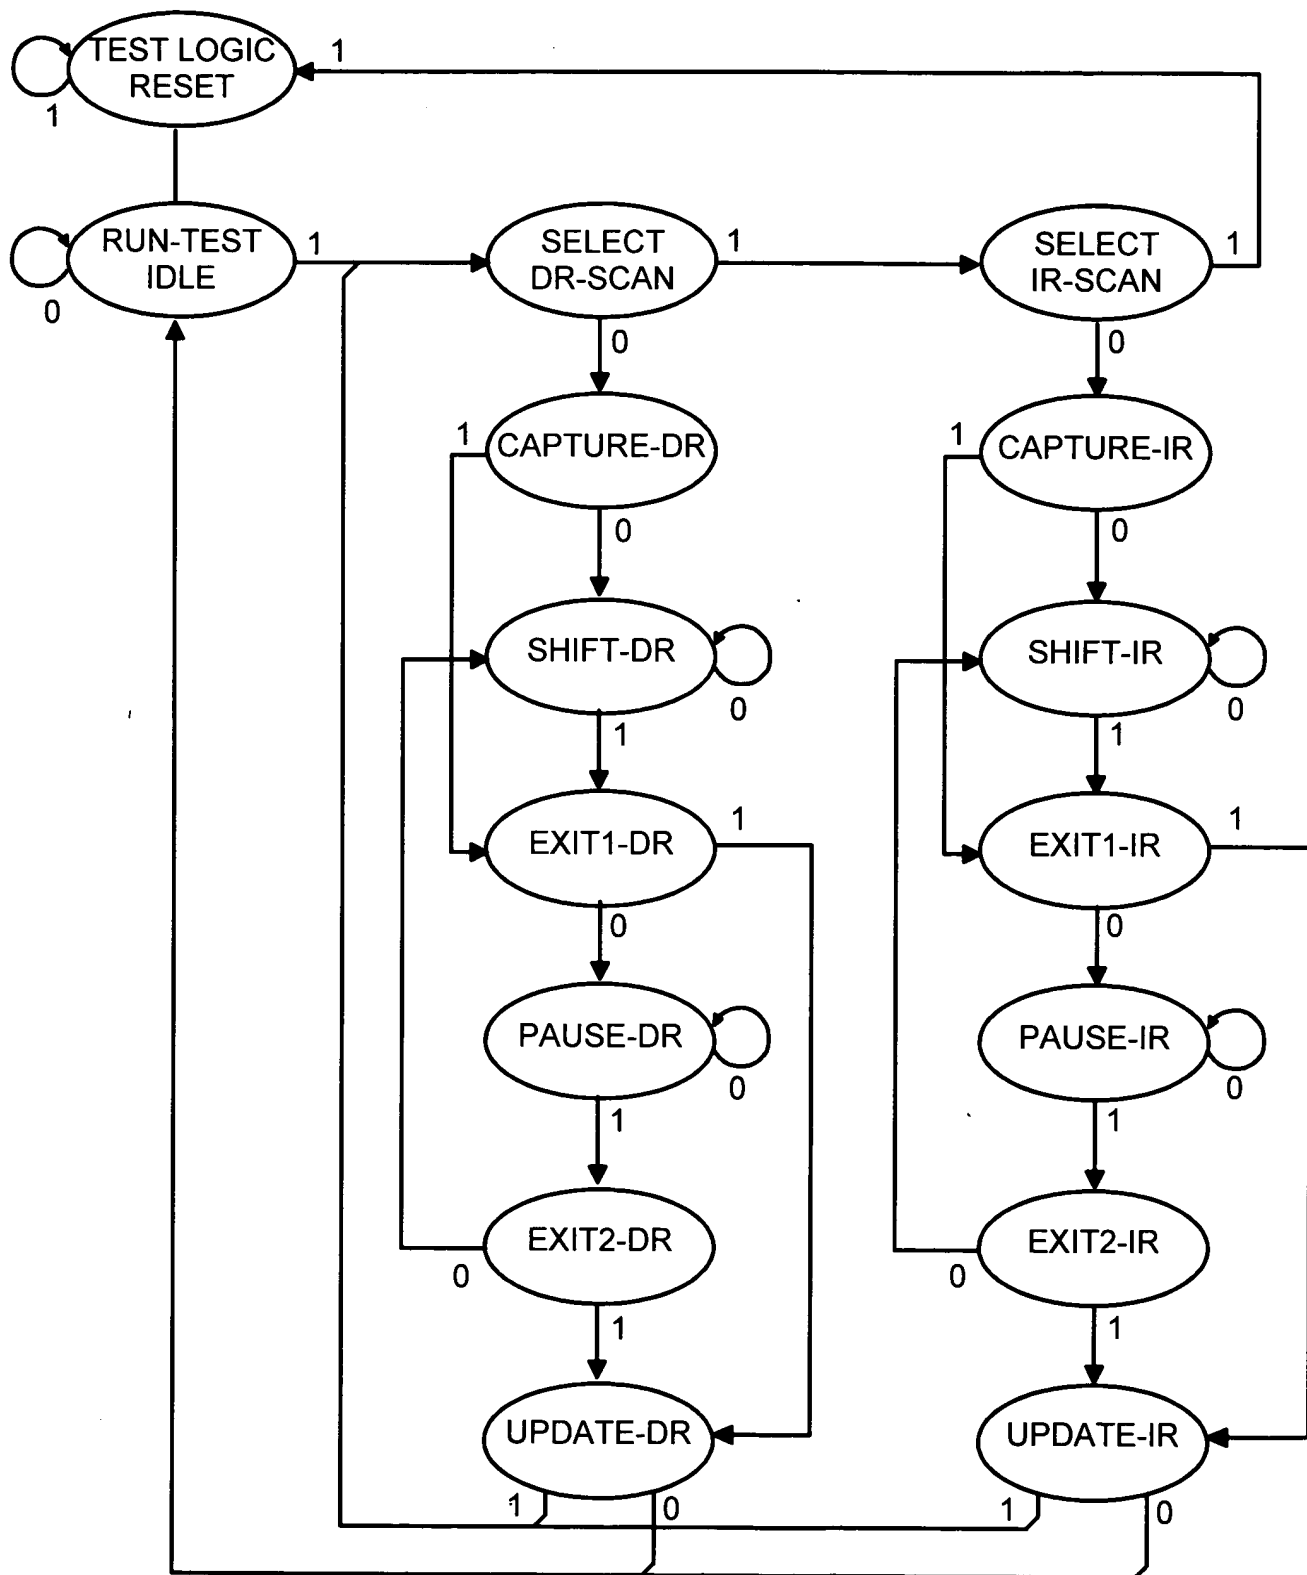 TEST LOGIC
RESET
1
1
RUN-TEST
IDLE
0
1
SELECT
DR-SCAN
1
SELECT
IR-SCAN
1
0
0
1
CAPTURE-DR
1
CAPTURE-IR
0
0
SHIFT-DR
0
SHIFT-IR
0
1
1
EXIT1-DR
1
EXIT1-IR
1
0
0
PAUSE-DR
0
PAUSE-IR
0
1
1
EXIT2-DR
0
EXIT2-IR
0
1
1
UPDATE-DR
UPDATE-IR
1
0
1
0